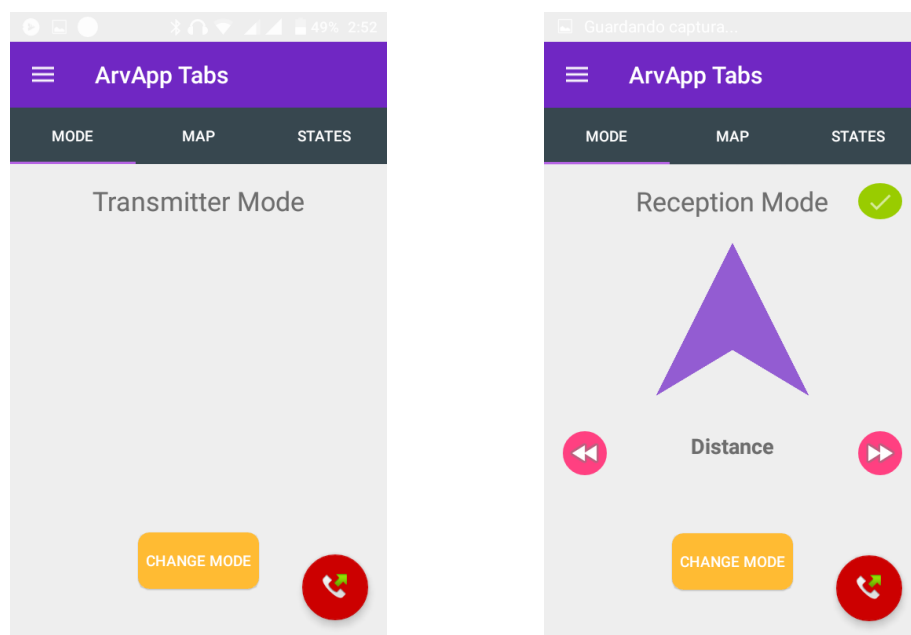 49% 2:52
ArvApp Tabs
MODE MAP STATES
Transmitter Mode
CHANGE MODE
Guardando captura...
ArvApp Tabs
MODE MAP STATES
Reception Mode
Distance
CHANGE MODE